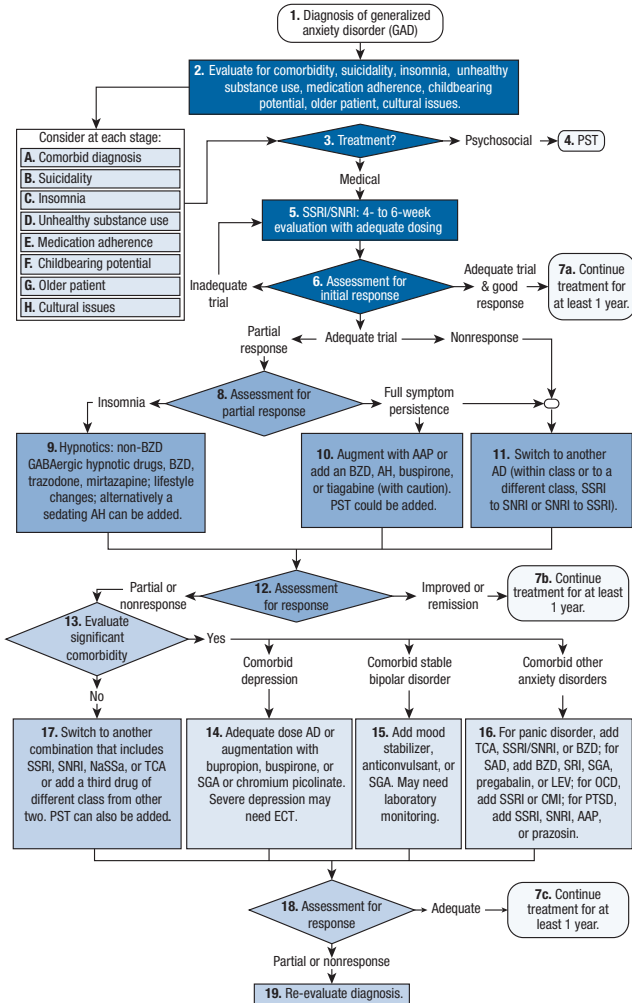 1. Diagnosis of generalized
anxiety disorder (GAD)
2. Evaluate for comorbidity, suicidality, insomnia, unhealthy
substance use, medication adherence, childbearing
potential, older patient, cultural issues.
Consider at each stage:
A. Comorbid diagnosis
B. Suicidality
C. Insomnia
D. Unhealthy substance use
E. Medication adherence
F. Childbearing potential
G. Older patient
H. Cultural issues
3. Treatment?
Psychosocial
4. PST
Medical
5. SSRI/SNRI: 4- to 6-week
evaluation with adequate dosing
Inadequate
trial
6. Assessment for
initial response
Adequate trial
& good
response
7a. Continue
treatment for
at least 1 year.
Partial
response
Adequate trial
Nonresponse
8. Assessment for
partial response
Insomnia
Full symptom
persistence
9. Hypnotics: non-BZD
GABAergic hypnotic drugs, BZD,
trazodone, mirtazapine; lifestyle
changes; alternatively a
sedating AH can be added.
10. Augment with AAP or
add an BZD, AH, buspirone,
or tiagabine (with caution).
PST could be added.
11. Switch to another
AD (within class or to a
different class, SSRI
to SNRI or SNRI to SSRI).
12. Assessment
for response
Partial or
nonresponse
Improved or
remission
7b. Continue
treatment for at least
1 year.
13. Evaluate
significant
comorbidity
Yes
No
Comorbid
depression
Comorbid stable
bipolar disorder
Comorbid other
anxiety disorders
17. Switch to another
combination that includes
SSRI, SNRI, NaSSa, or TCA
or add a third drug of
different class from other
two. PST can also be added.
14. Adequate dose AD or
augmentation with
bupropion, buspirone, or
SGA or chromium picolinate.
Severe depression may
need ECT.
15. Add mood
stabilizer,
anticonvulsant, or
SGA. May need
laboratory
monitoring.
16. For panic disorder, add
TCA, SSRI/SNRI, or BZD; for
SAD, add BZD, SRI, SGA,
pregabalin, or LEV; for OCD,
add SSRI or CMI; for PTSD,
add SSRI, SNRI, AAP,
or prazosin.
18. Assessment for
response
Adequate
7c. Continue
treatment for at
least 1 year.
Partial or nonresponse
19. Re-evaluate diagnosis.